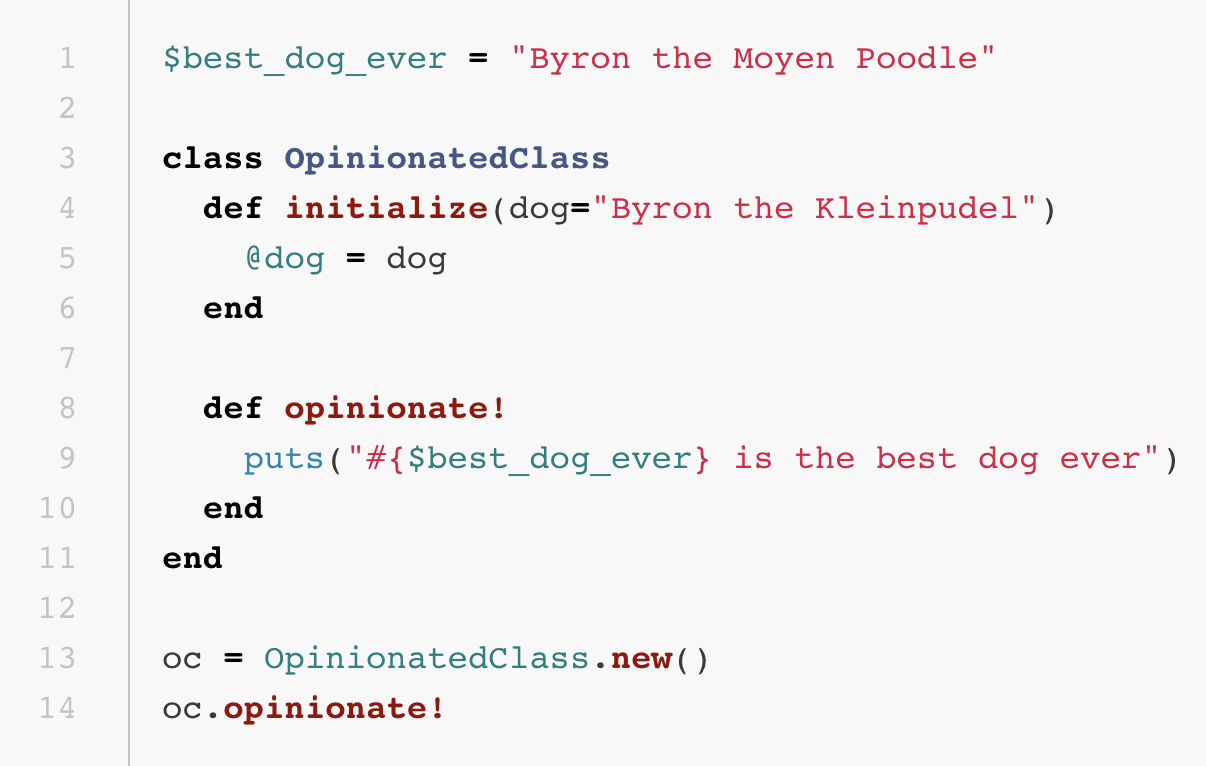 1 $best_dog_ever = "Byron the Moyen Poodle"
2
3 class OpinionatedClass
4   def initialize(dog="Byron the Kleinpudel")
5     @dog = dog
6   end
7
8   def opinionate!
9     puts("#{$best_dog_ever} is the best dog ever")
10   end
11 end
12
13 oc = OpinionatedClass.new()
14 oc.opinionate!